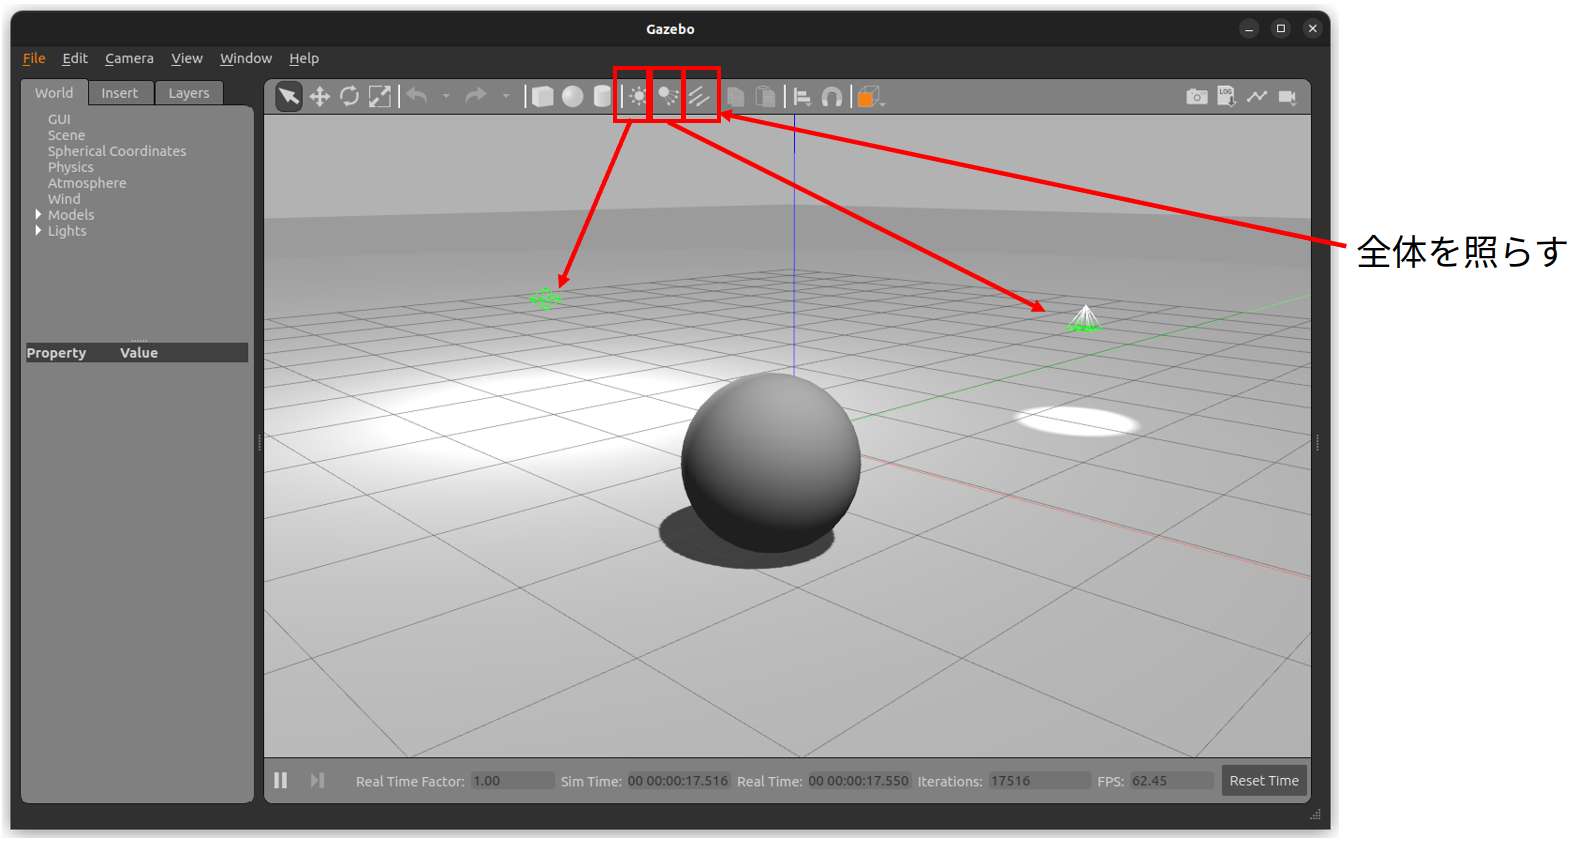 Gazebo
File Edit Camera View Window Help
World Insert Layers
LOG
GUI
Scene
Spherical Coordinates
Physics
Atmosphere
Wind
Models
Lights
全体を照らす
Property Value
Real Time Factor: 1.00 Sim Time: 00 00:00:17.516 Real Time: 00 00:00:17.550 Iterations: 17516 FPS: 62.45 Reset Time